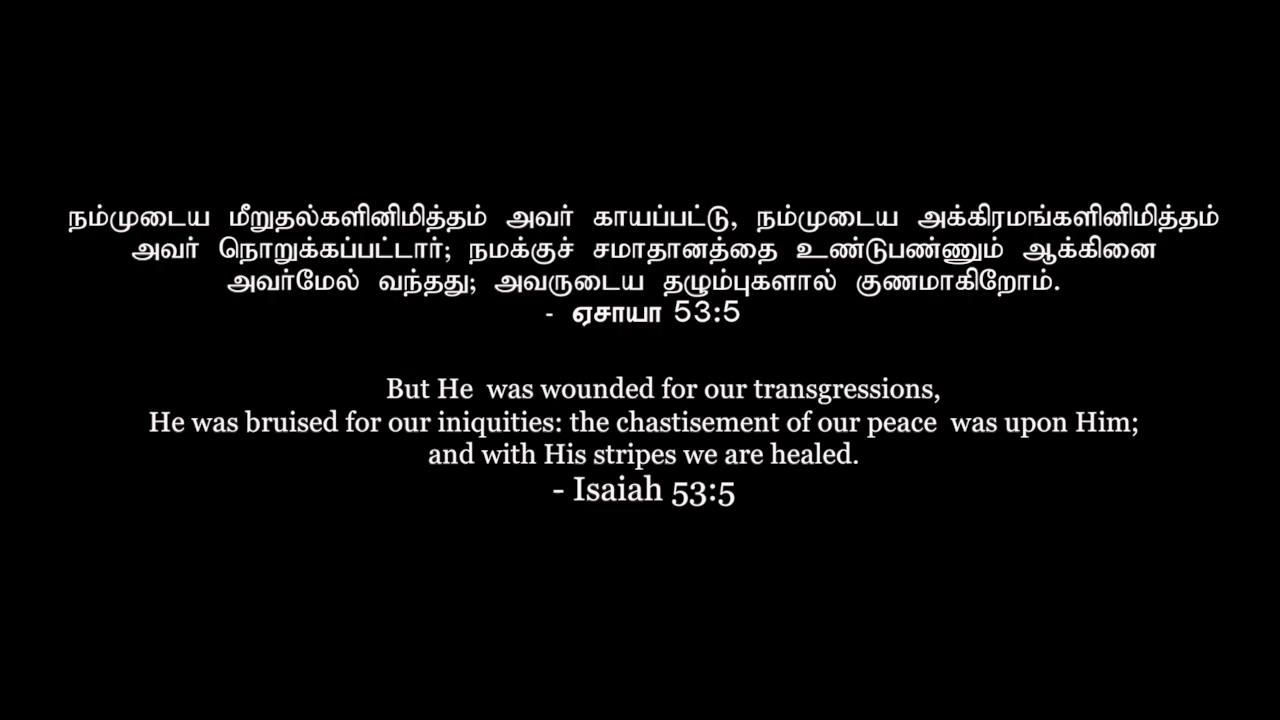 நம்முடைய மீறுதல்களினிமித்தம் அவர் காயப்பட்டு, நம்முடைய அக்கிரமங்களினிமித்தம்
அவர் நொறுக்கப்பட்டார்; நமக்குச் சமாதானத்தை உண்டுபண்ணும் ஆக்கினை
அவர்மேல் வந்தது; அவருடைய தழும்புகளால் குணமாகிறோம்.
- ஏசாயா 53:5
But He was wounded for our transgressions,
He was bruised for our iniquities: the chastisement of our peace was upon Him;
and with His stripes we are healed.
- Isaiah 53:5